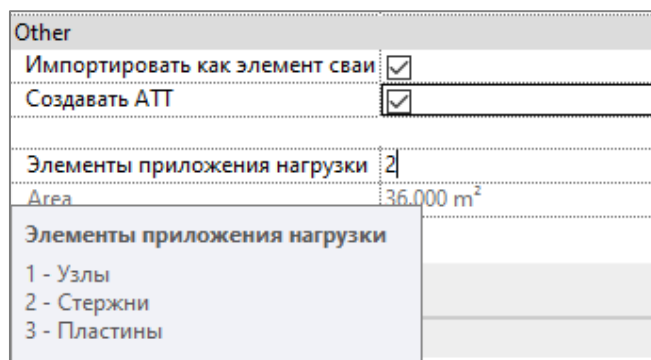 Other
Импортировать как элемент сваи
Создавать АТТ
Элементы приложения нагрузки 2
Area 36.000 m²
Элементы приложения нагрузки
1 - Узлы
2 - Стержни
3 - Пластины